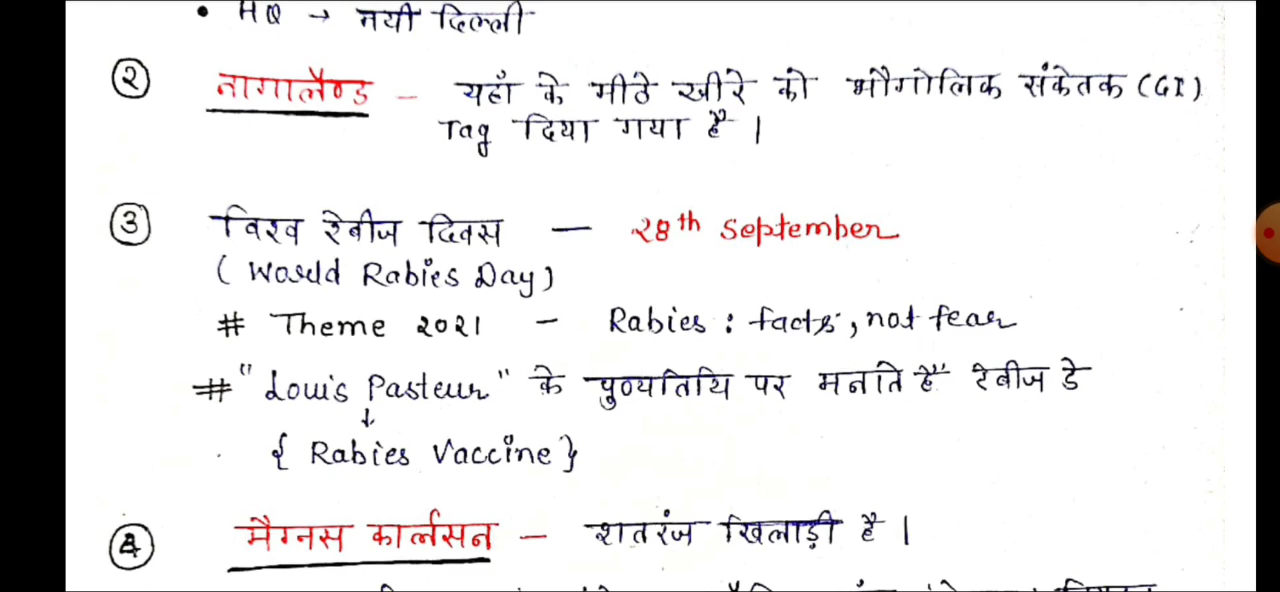 • HQ → नयी दिल्ली
② नागालैण्ड – यहाँ के मीठे खीरे को भौगोलिक संकेतक (GI)
Tag दिया गया है।
③ विश्व रेबीज दिवस — 28th September
(World Rabies Day)
# Theme 2021 – Rabies : facts, not fear
# "Louis Pasteur" के पुण्यतिथि पर मनाते हैं रेबीज डे
↓
{ Rabies Vaccine }
④ मैग्नस कार्लसन – शतरंज खिलाड़ी है।